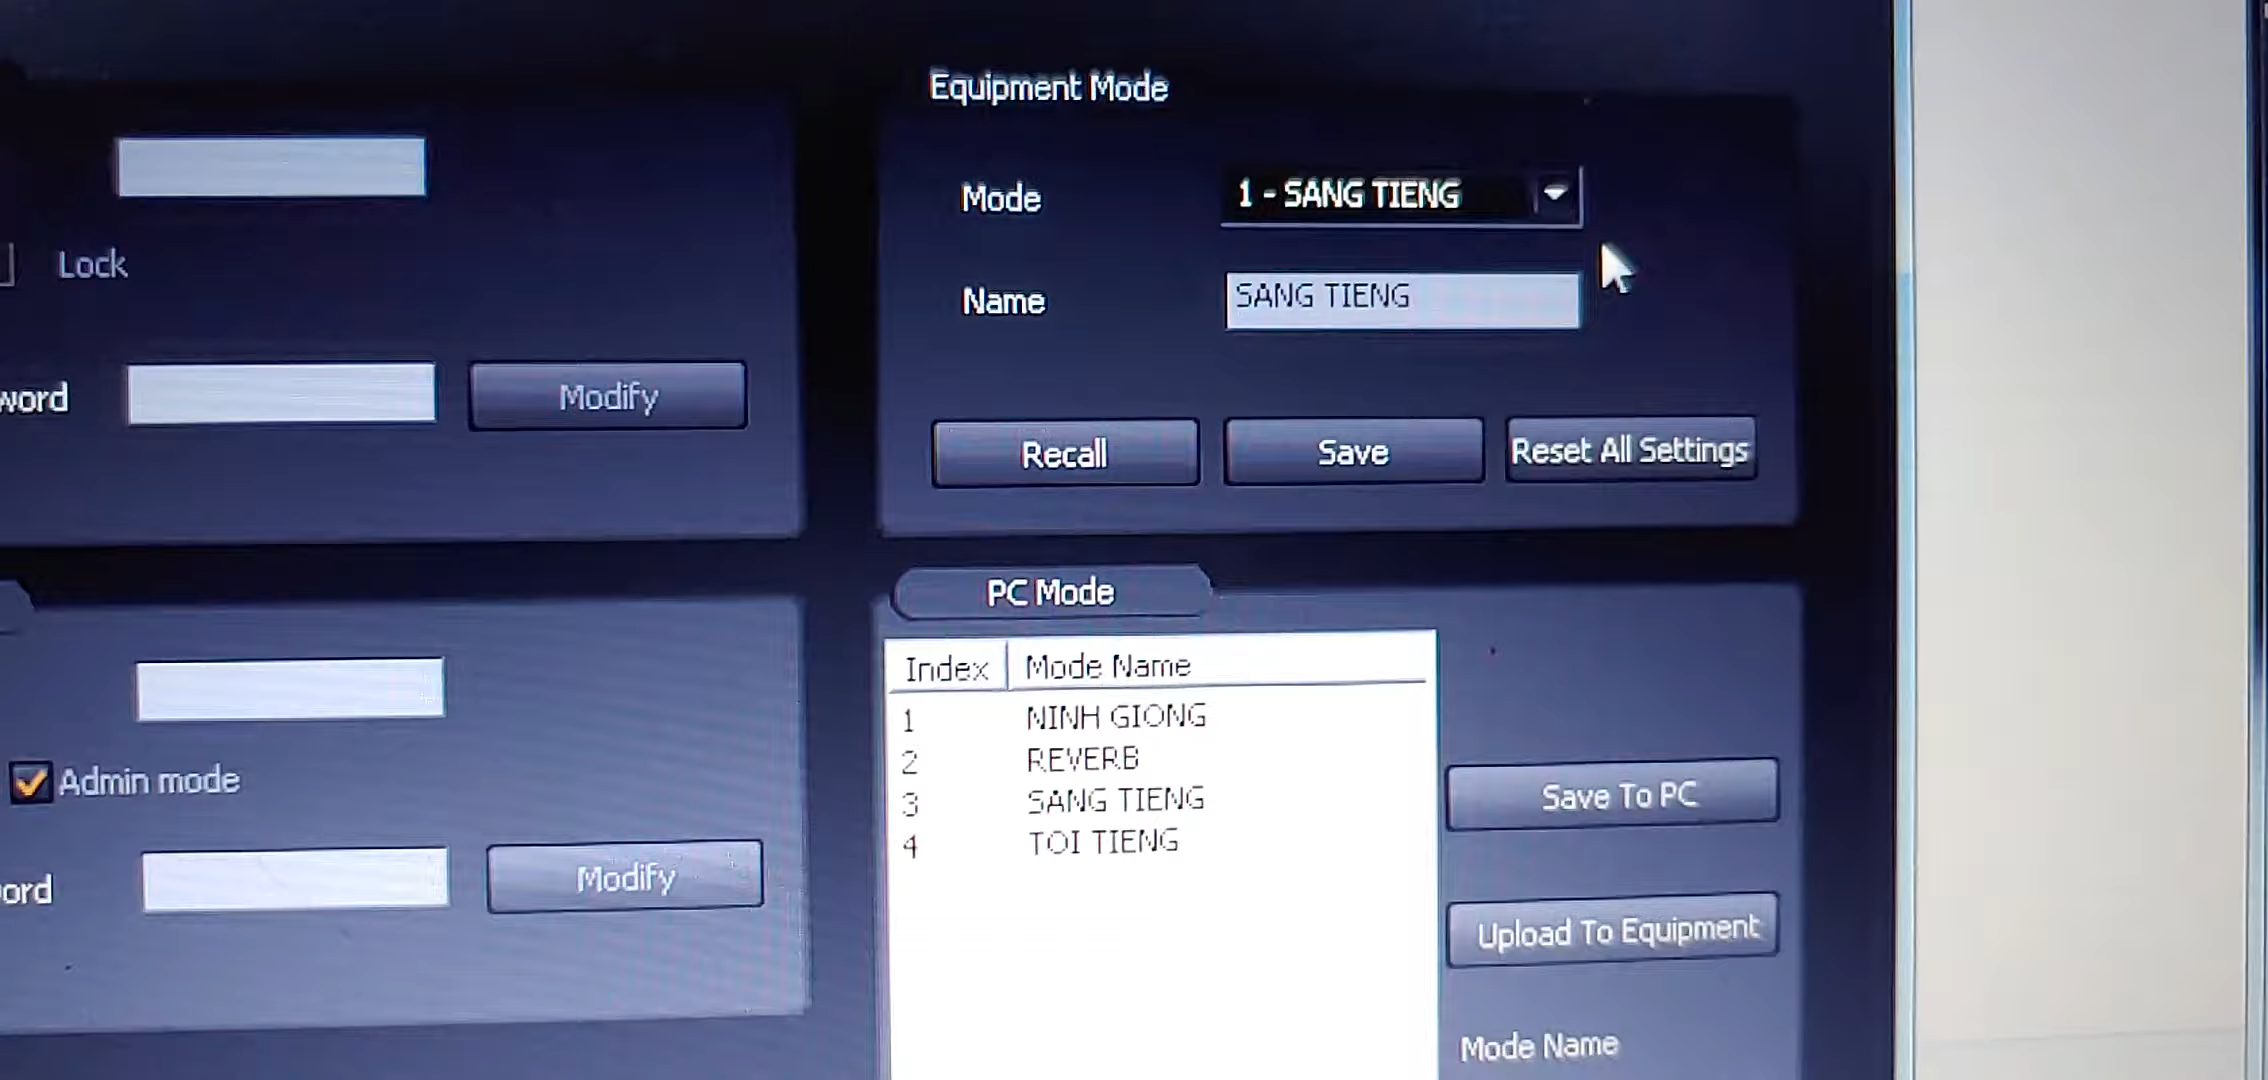 Equipment Mode
Mode
1 - SANG TIENG
Name
SANG TIENG
Recall
Save
Reset All Settings
Lock
word
Modify
PC Mode
Index
Mode Name
1
NINH GIONG
2
REVERB
3
SANG TIENG
4
TOI TIENG
Save To PC
Upload To Equipment
Mode Name
Admin mode
ord
Modify